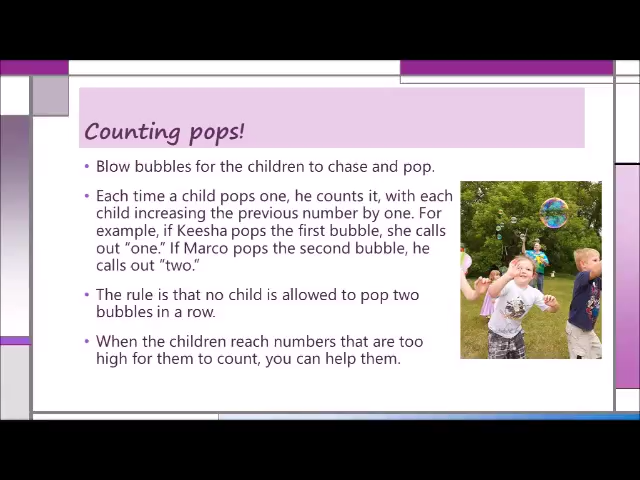 Counting pops!
• Blow bubbles for the children to chase and pop.
• Each time a child pops one, he counts it, with each
child increasing the previous number by one. For
example, if Keesha pops the first bubble, she calls
out “one.” If Marco pops the second bubble, he
calls out “two.”
• The rule is that no child is allowed to pop two
bubbles in a row.
• When the children reach numbers that are too
high for them to count, you can help them.